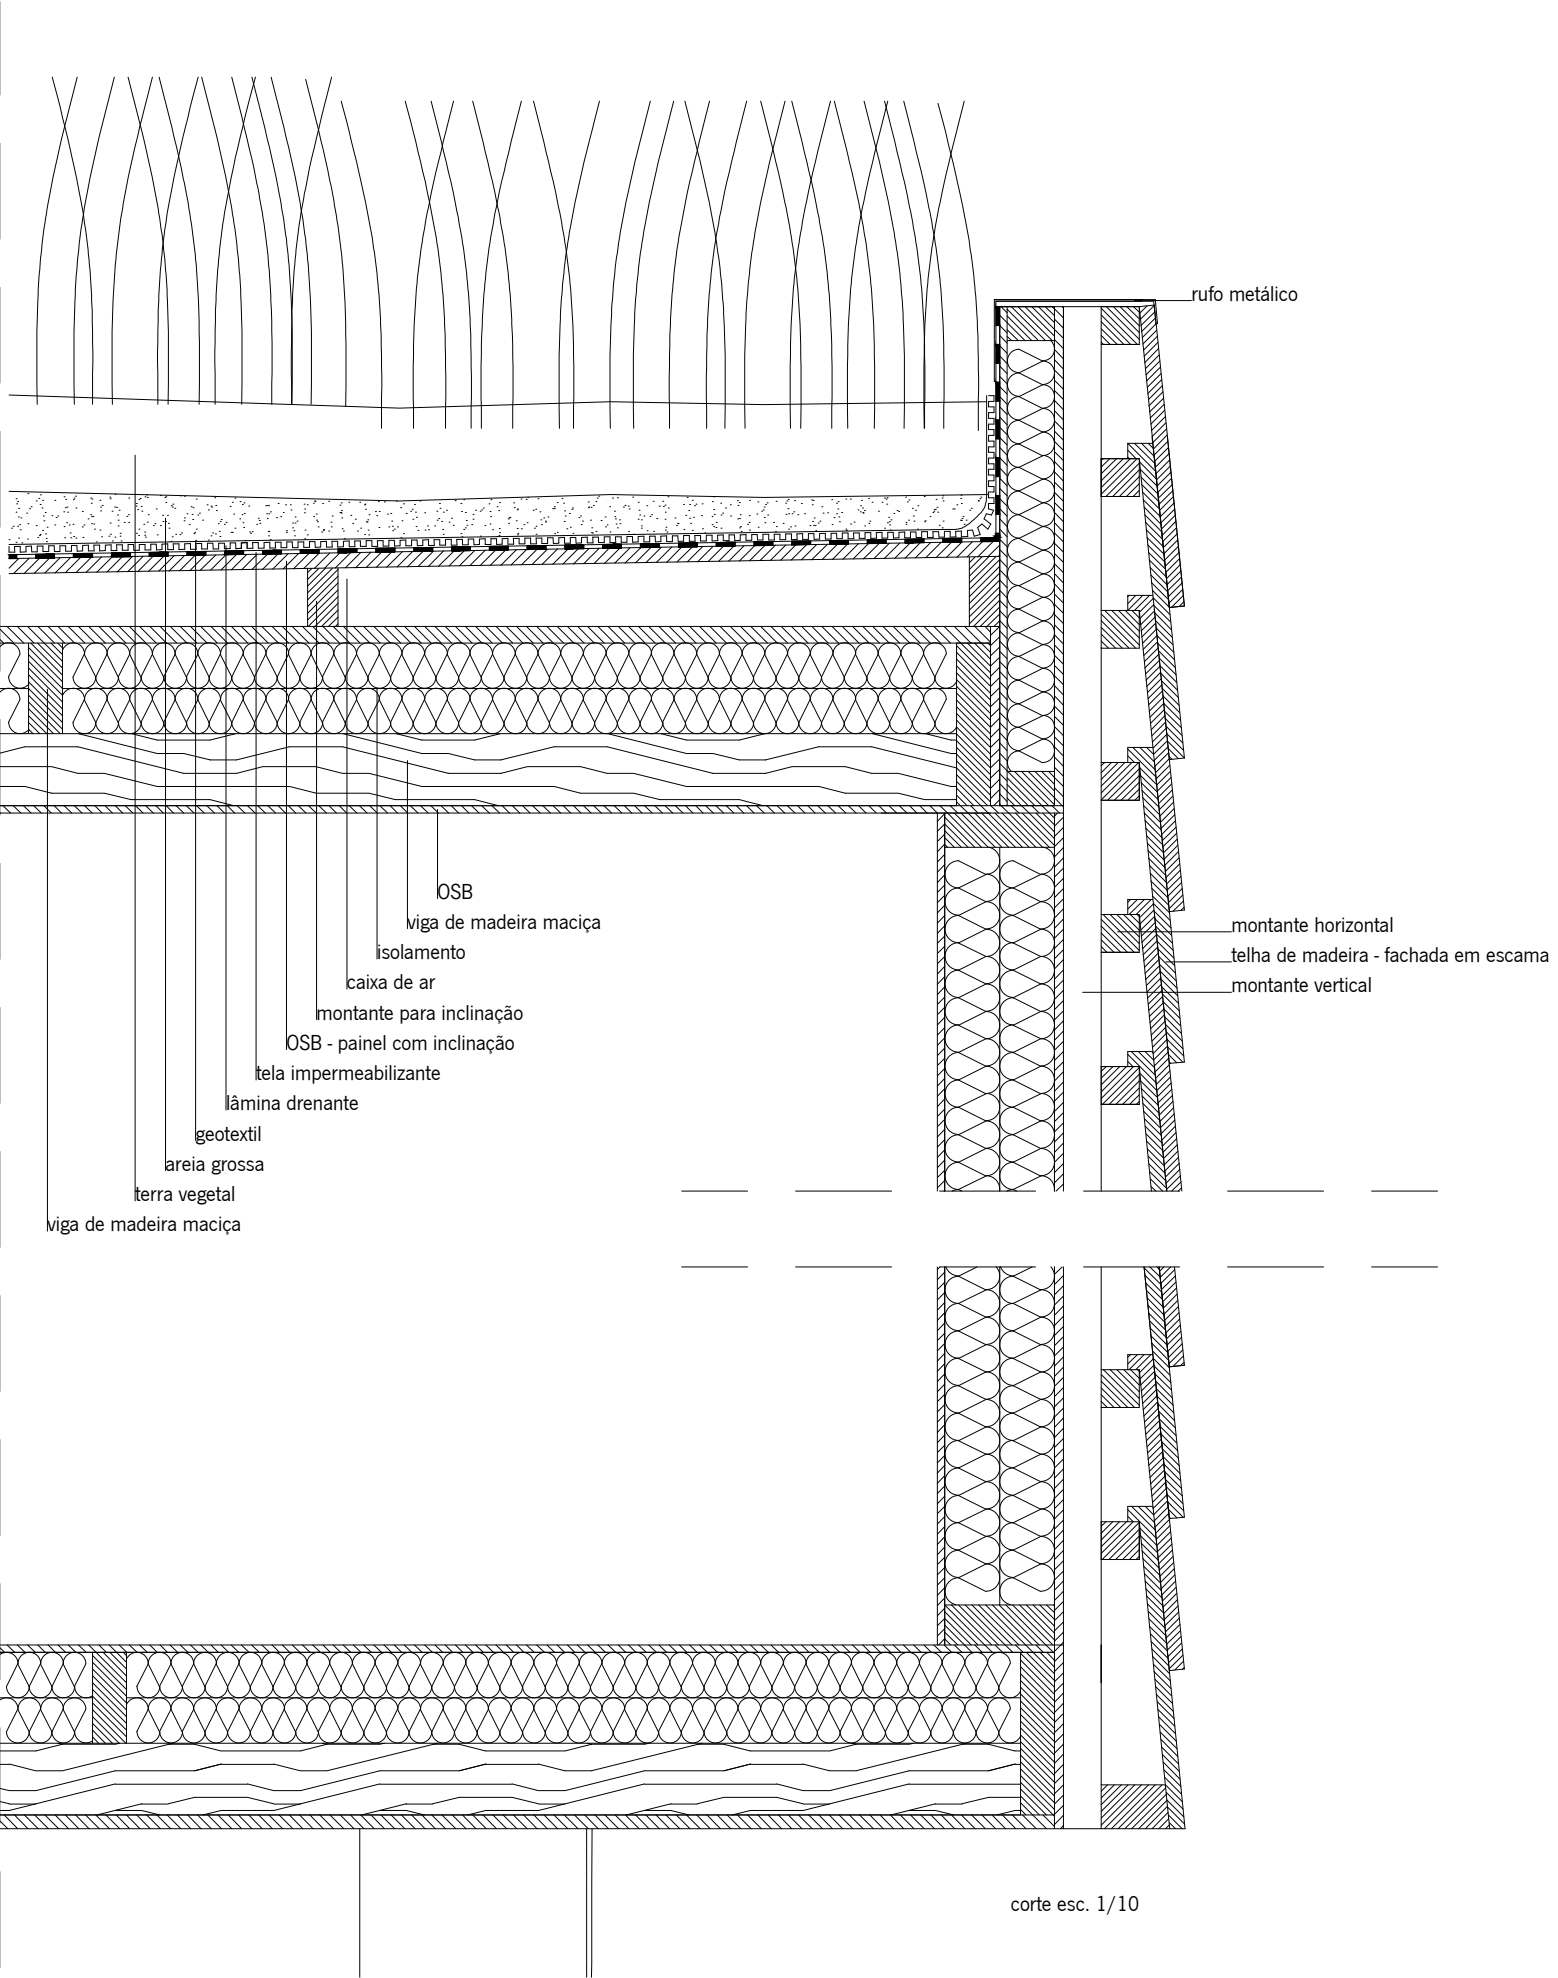 rufo metálico
OSB
viga de madeira maciça
isolamento
caixa de ar
montante para inclinação
OSB - painel com inclinação
tela impermeabilizante
lâmina drenante
geotextil
areia grossa
terra vegetal
viga de madeira maciça
montante horizontal
telha de madeira - fachada em escama
montante vertical
corte esc. 1/10